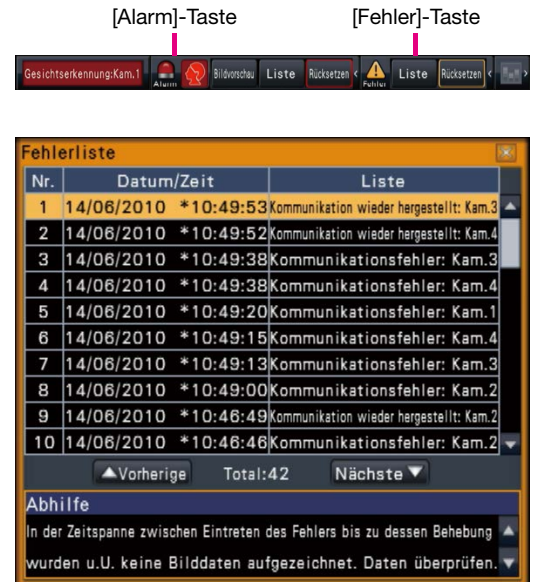 [Alarm]-Taste [Fehler]-Taste
Gesichtserkennung:Kam.1 Alarm Bildvorschau Liste Rücksetzen Fehler Liste Rücksetzen
Fehlerliste
Nr. Datum/Zeit Liste
1 14/06/2010 *10:49:53 Kommunikation wieder hergestellt: Kam.3
2 14/06/2010 *10:49:52 Kommunikation wieder hergestellt: Kam.4
3 14/06/2010 *10:49:38 Kommunikationsfehler: Kam.3
4 14/06/2010 *10:49:38 Kommunikationsfehler: Kam.4
5 14/06/2010 *10:49:20 Kommunikationsfehler: Kam.1
6 14/06/2010 *10:49:15 Kommunikationsfehler: Kam.4
7 14/06/2010 *10:49:13 Kommunikationsfehler: Kam.3
8 14/06/2010 *10:49:00 Kommunikationsfehler: Kam.2
9 14/06/2010 *10:46:49 Kommunikation wieder hergestellt: Kam.2
10 14/06/2010 *10:46:46 Kommunikationsfehler: Kam.2
▲Vorherige Total:42 Nächste▼
Abhilfe
In der Zeitspanne zwischen Eintreten des Fehlers bis zu dessen Behebung
wurden u.U. keine Bilddaten aufgezeichnet. Daten überprüfen.